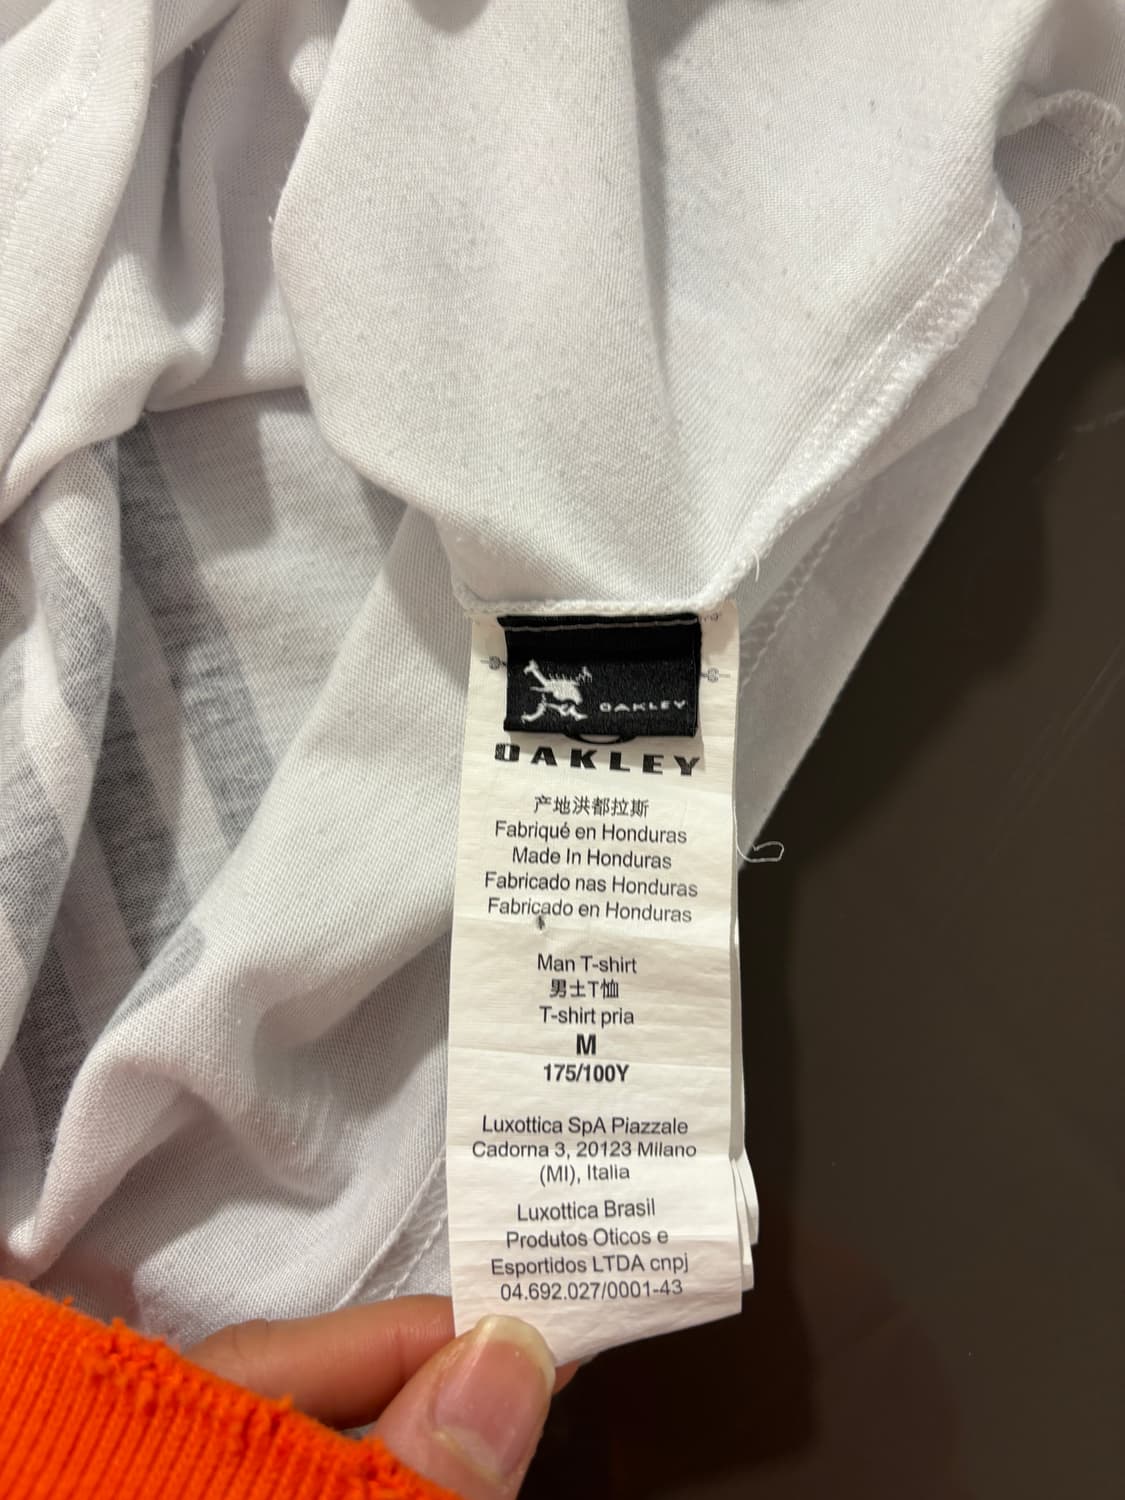 OAKLEY
OAKLEY
产地洪都拉斯
Fabriqué en Honduras
Made In Honduras
Fabricado nas Honduras
Fabricado en Honduras
Man T-shirt
男士T恤
T-shirt pria
M
175/100Y
Luxottica SpA Piazzale
Cadorna 3, 20123 Milano
(MI), Italia
Luxottica Brasil
Produtos Oticos e
Esportidos LTDA cnpj
04.692.027/0001-43